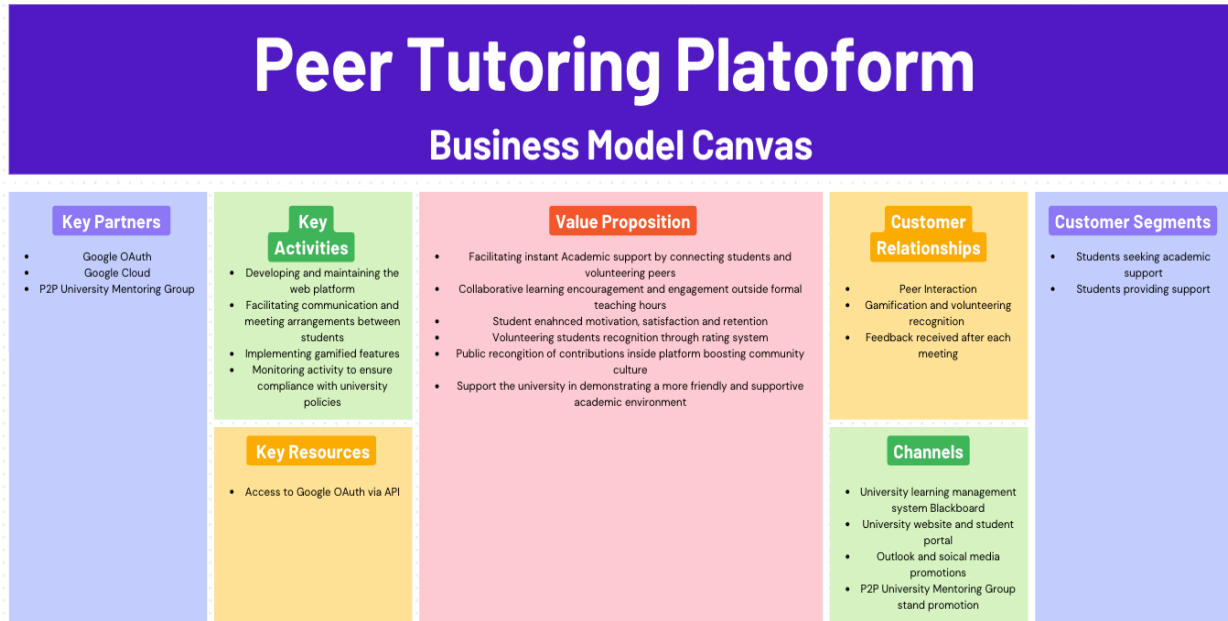 Peer Tutoring Platoform
Business Model Canvas
Key Partners
• Google OAuth
• Google Cloud
• P2P University Mentoring Group
Key
Activities
• Developing and maintaining the
web platform
• Facilitating communication and
meeting arrangements between
students
• Implementing gamified features
• Monitoring activity to ensure
compliance with university
policies
Key Resources
• Access to Google OAuth via API
Value Proposition
• Facilitating instant Academic support by connecting students and
volunteering peers
• Collaborative learning encouragement and engagement outside formal
teaching hours
• Student enahnced motivation, satisfaction and retention
• Volunteering students recognition through rating system
• Public recongition of contributions inside platform boosting community
culture
• Support the university in demonstrating a more friendly and supportive
academic environment
Customer
Relationships
• Peer Interaction
• Gamification and volunteering
recognition
• Feedback received after each
meeting
Channels
• University learning management
system Blackboard
• University website and student
portal
• Outlook and soical media
promotions
• P2P University Mentoring Group
stand promotion
Customer Segments
• Students seeking academic
support
• Students providing support